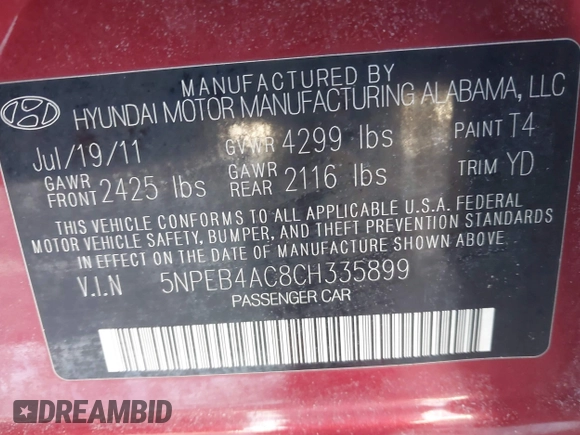 MANUFACTURED BY
HYUNDAI MOTOR MANUFACTURING ALABAMA, LLC
Jul/19/11 GVWR 4299 lbs PAINT T4
GAWR FRONT 2425 lbs GAWR REAR 2116 lbs TRIM YD
THIS VEHICLE CONFORMS TO ALL APPLICABLE U.S.A. FEDERAL
MOTOR VEHICLE SAFETY, BUMPER, AND THEFT PREVENTION STANDARDS
IN EFFECT ON THE DATE OF MANUFACTURE SHOWN ABOVE.
V.I.N 5NPEB4AC8CH335899
PASSENGER CAR
DREAMBID